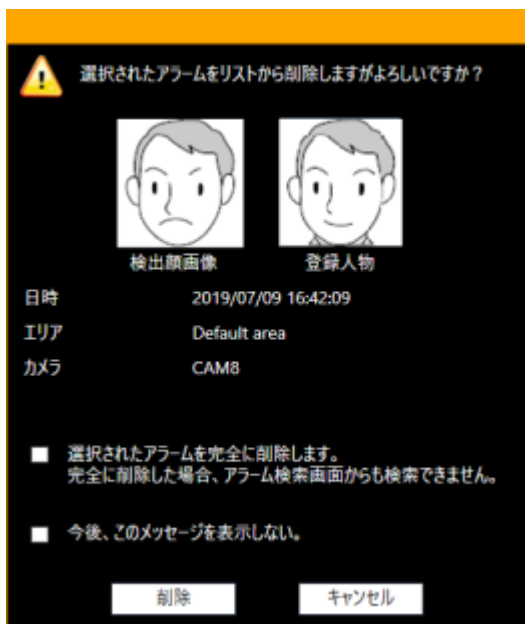 選択されたアラームをリストから削除しますがよろしいですか？
検出顔画像 登録人物
日時 2019/07/09 16:42:09
エリア Default area
カメラ CAM8
選択されたアラームを完全に削除します。
完全に削除した場合、アラーム検索画面からも検索できません。
今後、このメッセージを表示しない。
削除 キャンセル